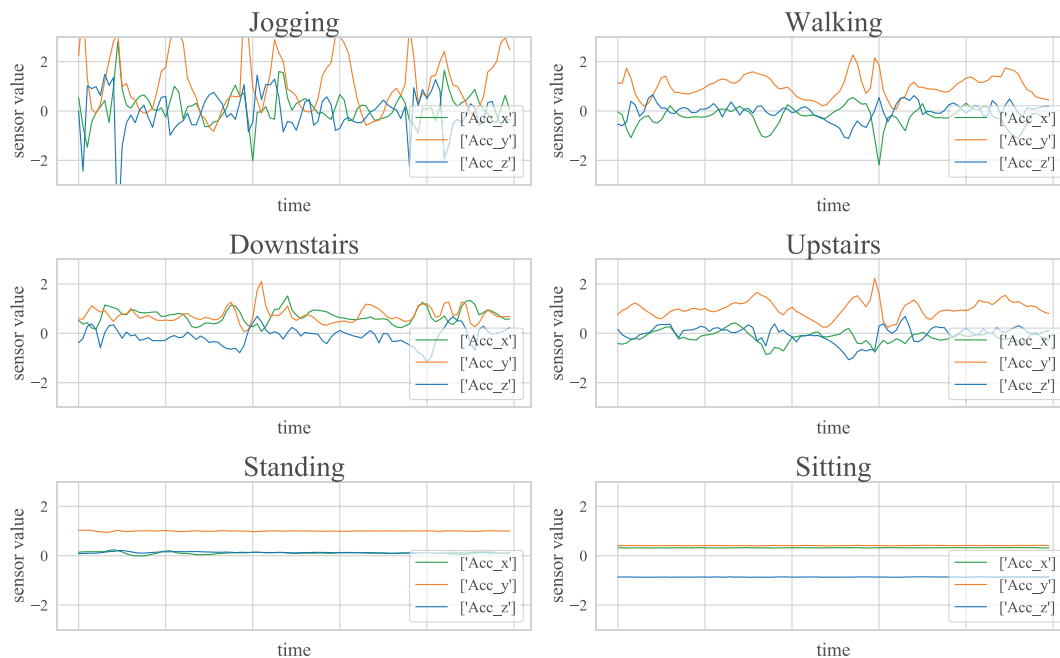 Jogging
sensor value
2
0
−2
['Acc_x']
['Acc_y']
['Acc_z']
time
Walking
sensor value
2
0
−2
['Acc_x']
['Acc_y']
['Acc_z']
time
Downstairs
sensor value
2
0
−2
['Acc_x']
['Acc_y']
['Acc_z']
time
Upstairs
sensor value
2
0
−2
['Acc_x']
['Acc_y']
['Acc_z']
time
Standing
sensor value
2
0
−2
['Acc_x']
['Acc_y']
['Acc_z']
time
Sitting
sensor value
2
0
−2
['Acc_x']
['Acc_y']
['Acc_z']
time